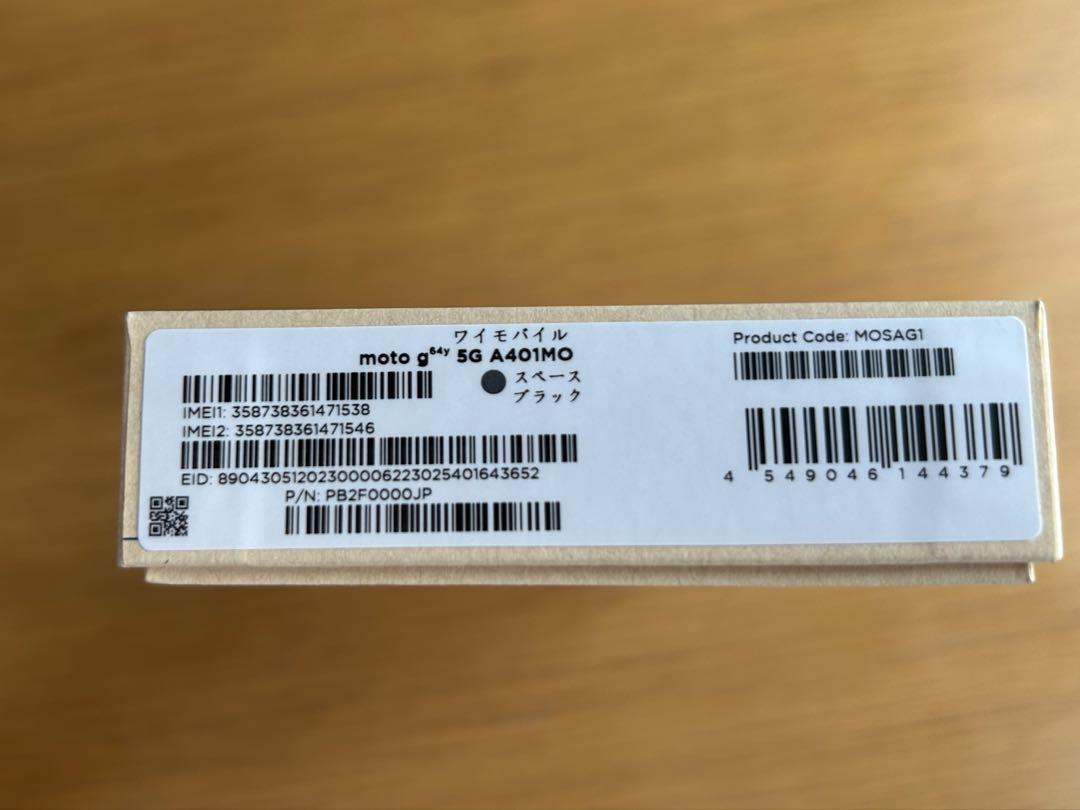 ワイモバイル
moto g64y 5G A401MO
スペース
ブラック
IMEI1: 358738361471538
IMEI2: 358738361471546
EID: 89043051202300006223025401643652
P/N: PB2F0000JP
Product Code: MOSAG1
4 549046 144379